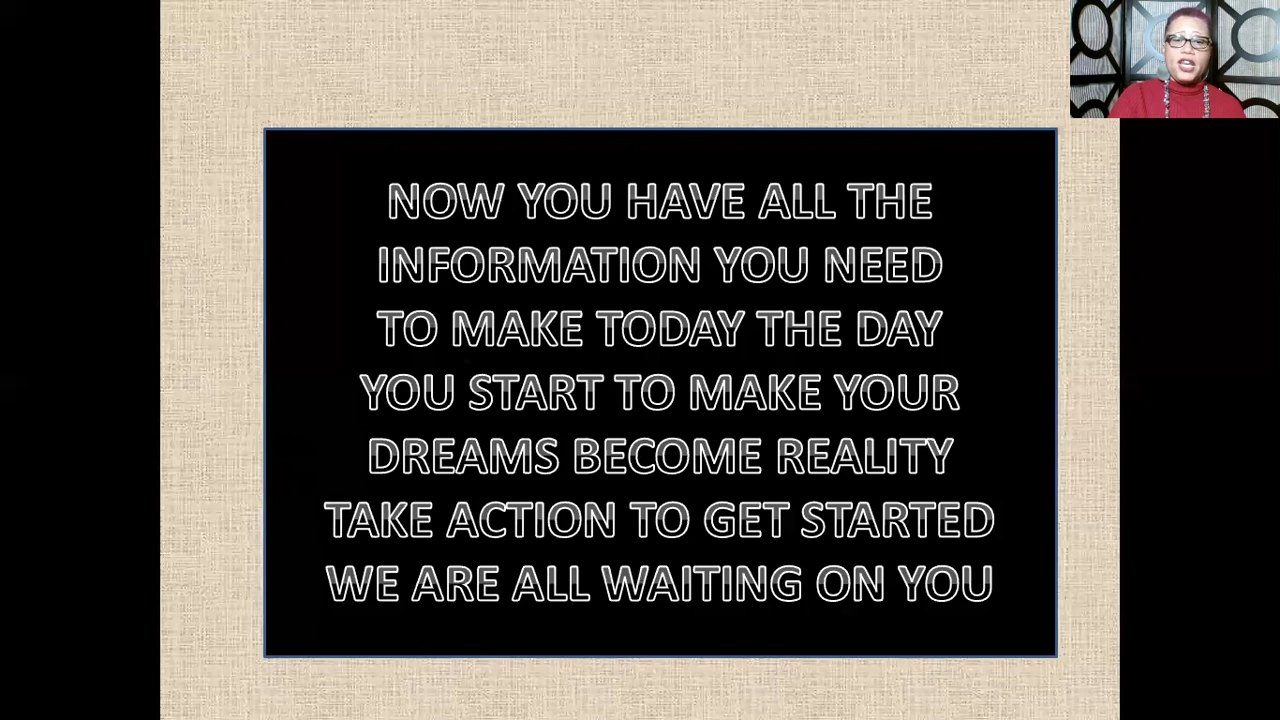 NOW YOU HAVE ALL THE
INFORMATION YOU NEED
TO MAKE TODAY THE DAY
YOU START TO MAKE YOUR
DREAMS BECOME REALITY
TAKE ACTION TO GET STARTED
WE ARE ALL WAITING ON YOU